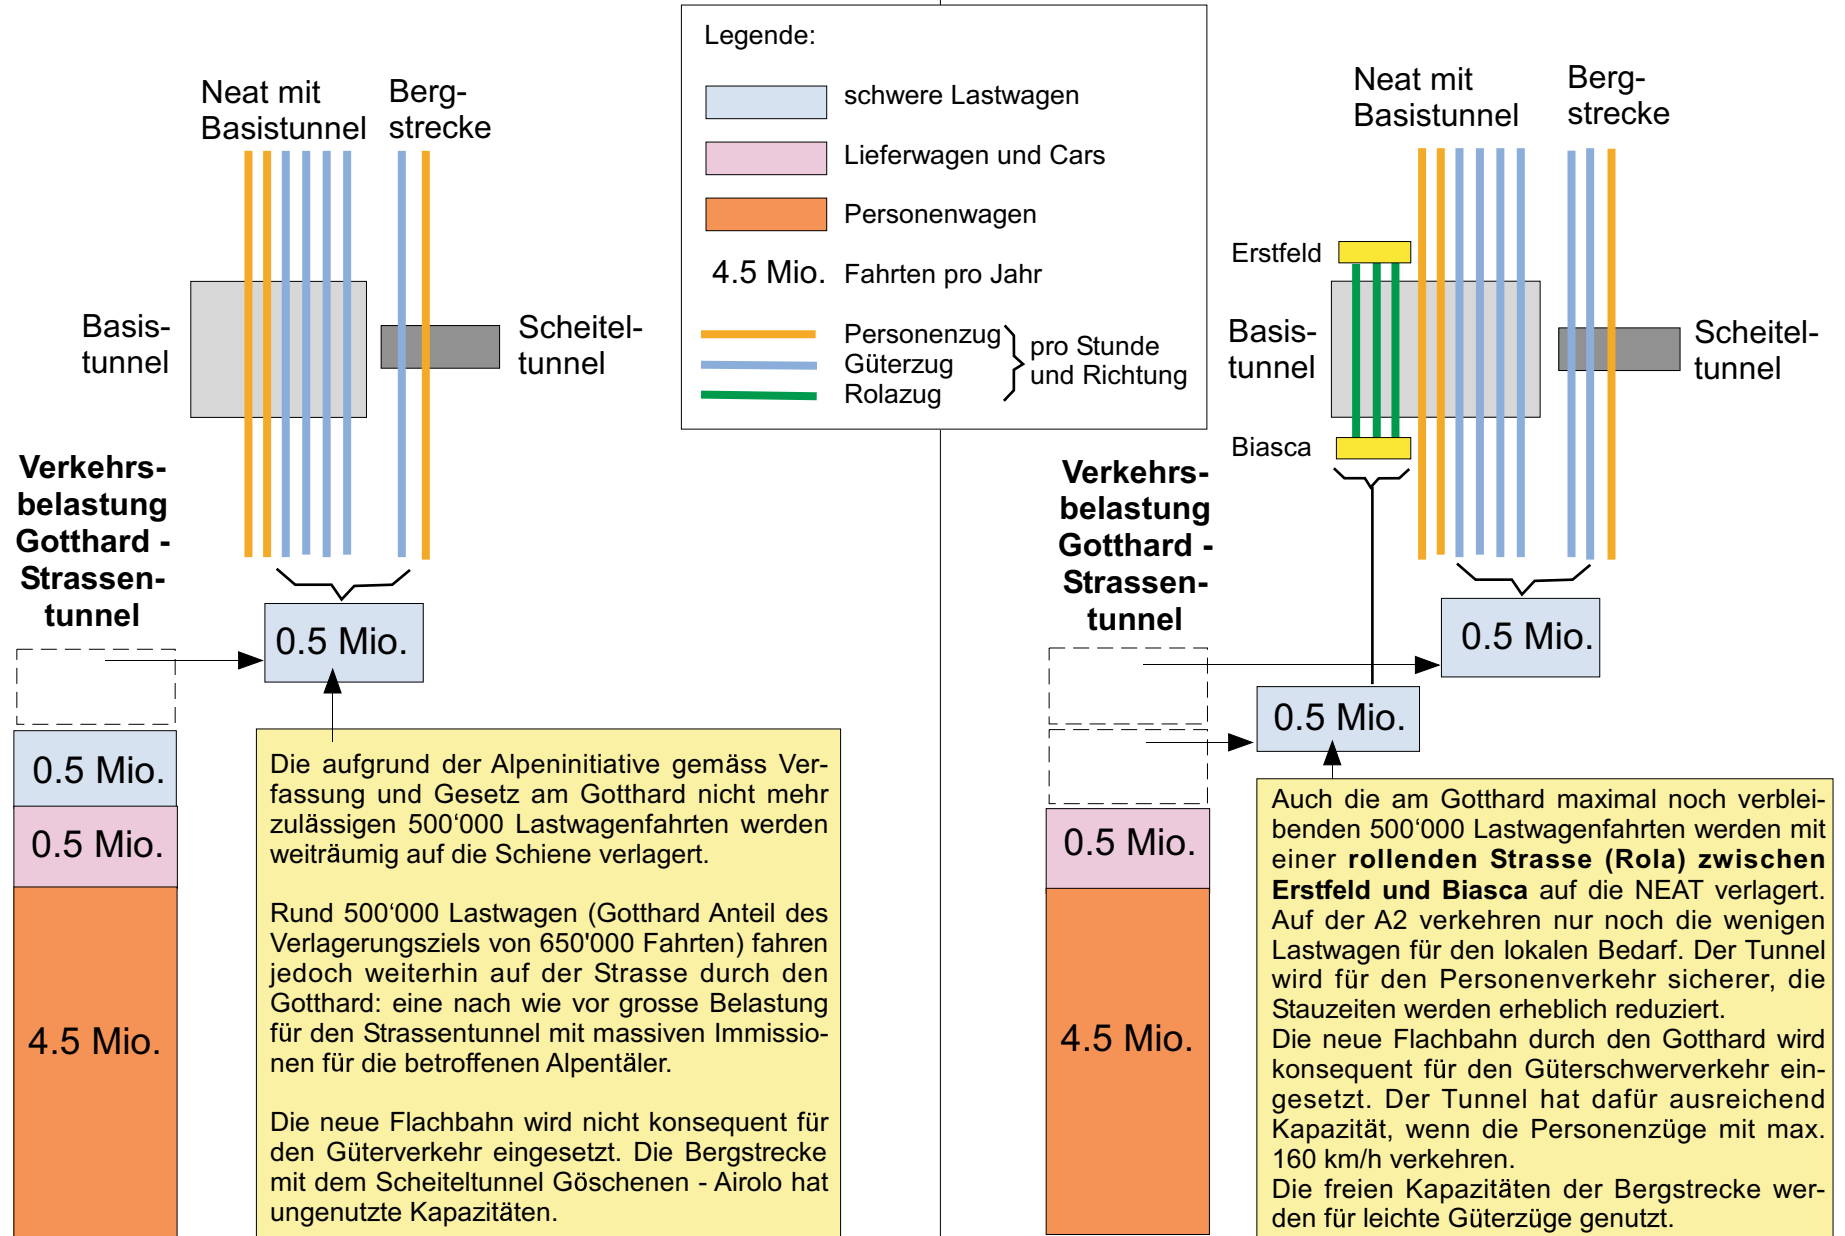 Neat mit
Basistunnel
Berg-
strecke
Basis-
tunnel
Scheitel-
tunnel
Verkehrs-
belastung
Gotthard -
Strassen-
tunnel
0.5 Mio.
0.5 Mio.
0.5 Mio.
4.5 Mio.
Die aufgrund der Alpeninitiative gemäss Ver-
fassung und Gesetz am Gotthard nicht mehr
zulässigen 500‘000 Lastwagenfahrten werden
weiträumig auf die Schiene verlagert.
Rund 500‘000 Lastwagen (Gotthard Anteil des
Verlagerungsziels von 650'000 Fahrten) fahren
jedoch weiterhin auf der Strasse durch den
Gotthard: eine nach wie vor grosse Belastung
für den Strassentunnel mit massiven Immissio-
nen für die betroffenen Alpentäler.
Die neue Flachbahn wird nicht konsequent für
den Güterverkehr eingesetzt. Die Bergstrecke
mit dem Scheiteltunnel Göschenen - Airolo hat
ungenutzte Kapazitäten.
Legende:
schwere Lastwagen
Lieferwagen und Cars
Personenwagen
4.5 Mio. Fahrten pro Jahr
Personenzug
Güterzug
Rolazug
pro Stunde
und Richtung
Neat mit
Basistunnel
Berg-
strecke
Erstfeld
Basis-
tunnel
Biasca
Scheitel-
tunnel
Verkehrs-
belastung
Gotthard -
Strassen-
tunnel
0.5 Mio.
0.5 Mio.
0.5 Mio.
4.5 Mio.
Auch die am Gotthard maximal noch verblei-
benden 500‘000 Lastwagenfahrten werden mit
einer rollenden Strasse (Rola) zwischen
Erstfeld und Biasca auf die NEAT verlagert.
Auf der A2 verkehren nur noch die wenigen
Lastwagen für den lokalen Bedarf. Der Tunnel
wird für den Personenverkehr sicherer, die
Stauzeiten werden erheblich reduziert.
Die neue Flachbahn durch den Gotthard wird
konsequent für den Güterschwerverkehr ein-
gesetzt. Der Tunnel hat dafür ausreichend
Kapazität, wenn die Personenzüge mit max.
160 km/h verkehren.
Die freien Kapazitäten der Bergstrecke wer-
den für leichte Güterzüge genutzt.